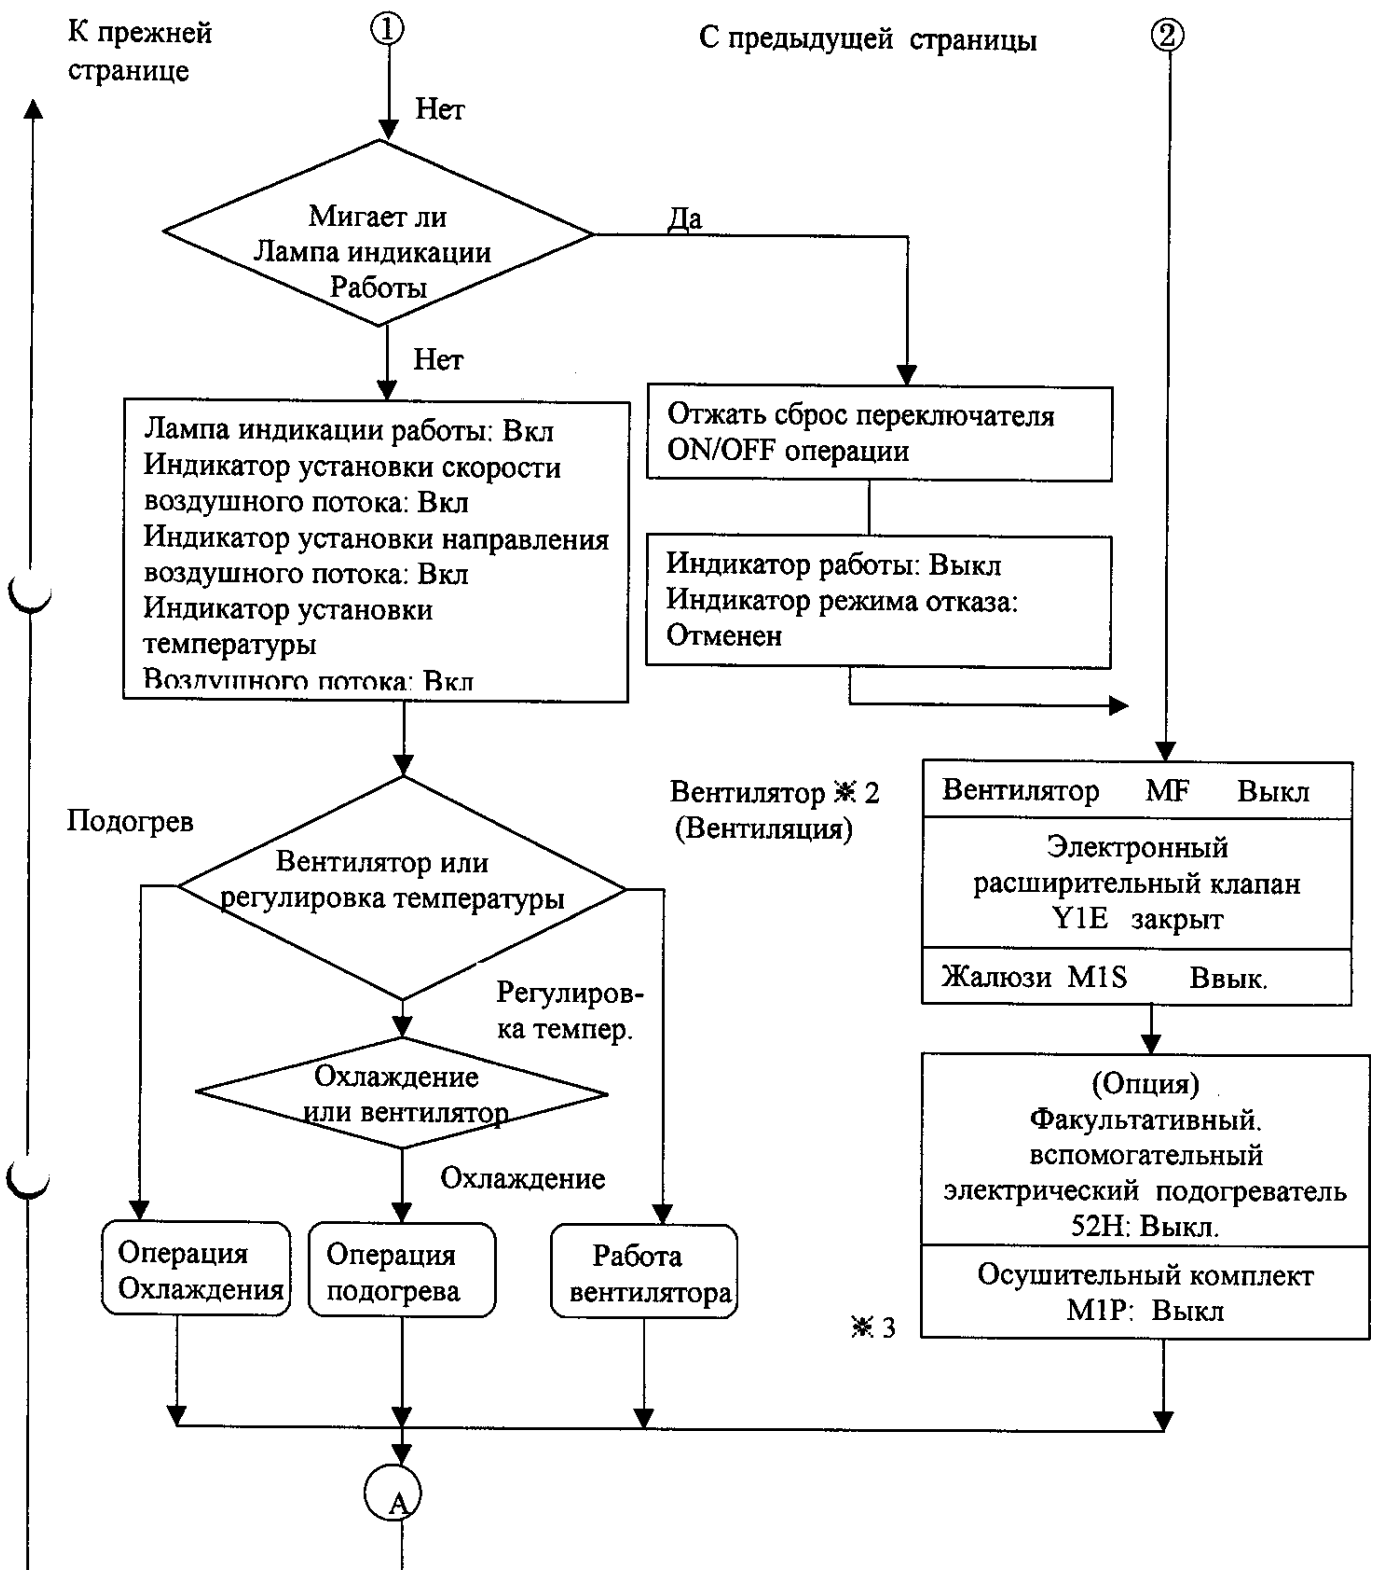 К прежней
странице
①
С предыдущей страницы
②
Нет
Мигает ли
Лампа индикации
Работы
Да
Нет
Лампа индикации работы: Вкл
Индикатор установки скорости
воздушного потока: Вкл
Индикатор установки направления
воздушного потока: Вкл
Индикатор установки
температуры
Воздушного потока: Вкл
Отжать сброс переключателя
ON/OFF операции
Индикатор работы: Выкл
Индикатор режима отказа:
Отменен
Подогрев
Вентилятор или
регулировка температуры
Вентилятор ※ 2
(Вентиляция)
Вентилятор MF Выкл
Электронный
расширительный клапан
Y1E закрыт
Жалюзи M1S Ввык.
Регулиров-
ка темпер.
Охлаждение
или вентилятор
Охлаждение
(Опция)
Факультативный.
вспомогательный
электрический подогреватель
52H: Выкл.
Осушительный комплект
M1P: Выкл
※ 3
Операция
Охлаждения
Операция
подогрева
Работа
вентилятора
A